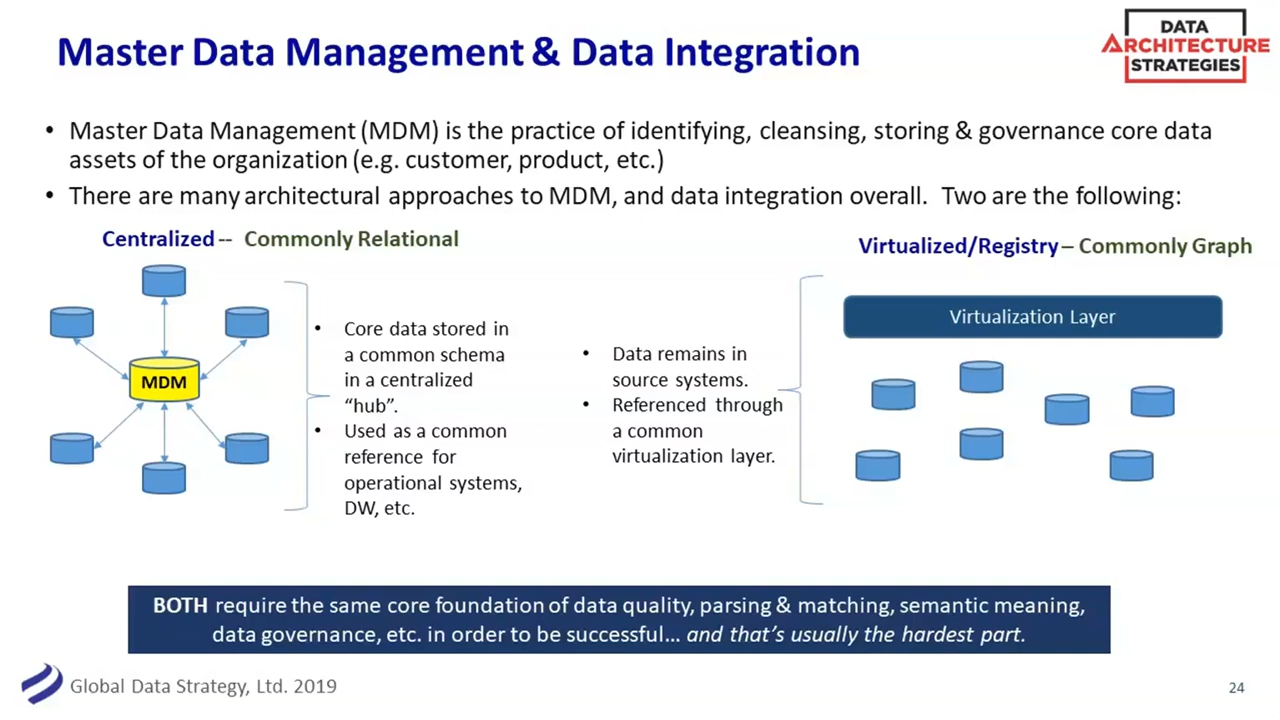 Master Data Management & Data Integration
DATA
ARCHITECTURE
STRATEGIES
• Master Data Management (MDM) is the practice of identifying, cleansing, storing & governance core data
assets of the organization (e.g. customer, product, etc.)
• There are many architectural approaches to MDM, and data integration overall. Two are the following:
Centralized -- Commonly Relational
MDM
• Core data stored in
a common schema
in a centralized
“hub”.
• Used as a common
reference for
operational systems,
DW, etc.
Virtualized/Registry – Commonly Graph
• Data remains in
source systems.
• Referenced through
a common
virtualization layer.
Virtualization Layer
BOTH require the same core foundation of data quality, parsing & matching, semantic meaning,
data governance, etc. in order to be successful… and that’s usually the hardest part.
Global Data Strategy, Ltd. 2019
24